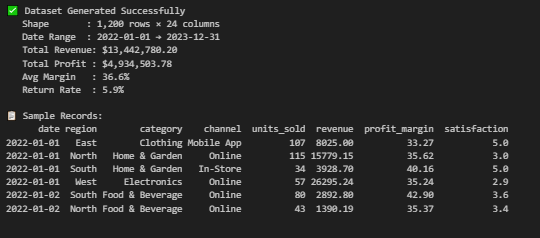 ✅ Dataset Generated Successfully
Shape : 1,200 rows × 24 columns
Date Range : 2022-01-01 → 2023-12-31
Total Revenue: $13,442,780.20
Total Profit : $4,934,503.78
Avg Margin : 36.6%
Return Rate : 5.9%
📋 Sample Records:
date region category channel units_sold revenue profit_margin satisfaction
2022-01-01 East Clothing Mobile App 107 8025.00 33.27 5.0
2022-01-01 North Home & Garden Online 115 15779.15 35.62 3.0
2022-01-01 South Home & Garden In-Store 34 3928.70 40.16 5.0
2022-01-01 West Electronics Online 57 26295.24 35.24 2.9
2022-01-02 South Food & Beverage Online 80 2892.80 42.90 3.6
2022-01-02 North Food & Beverage Online 43 1390.19 35.37 3.4